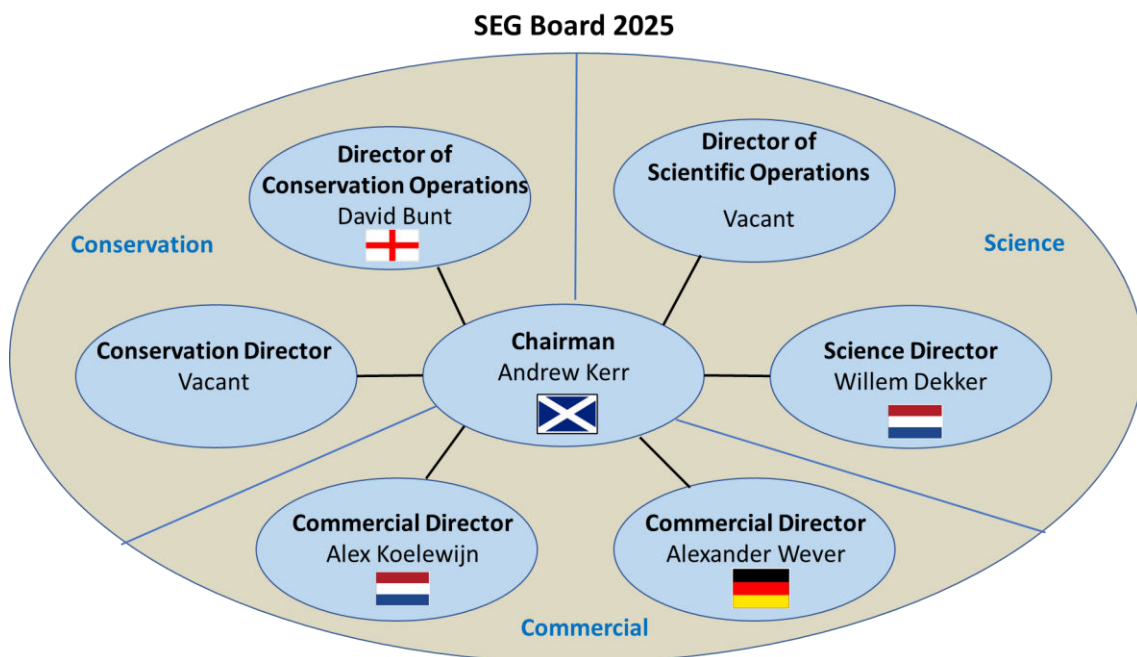 SEG Board 2025
Director of
Conservation Operations
David Bunt
Director of
Scientific Operations
Vacant
Conservation
Science
Conservation Director
Vacant
Chairman
Andrew Kerr
Science Director
Willem Dekker
Commercial Director
Alex Koelewijn
Commercial Director
Alexander Wever
Commercial